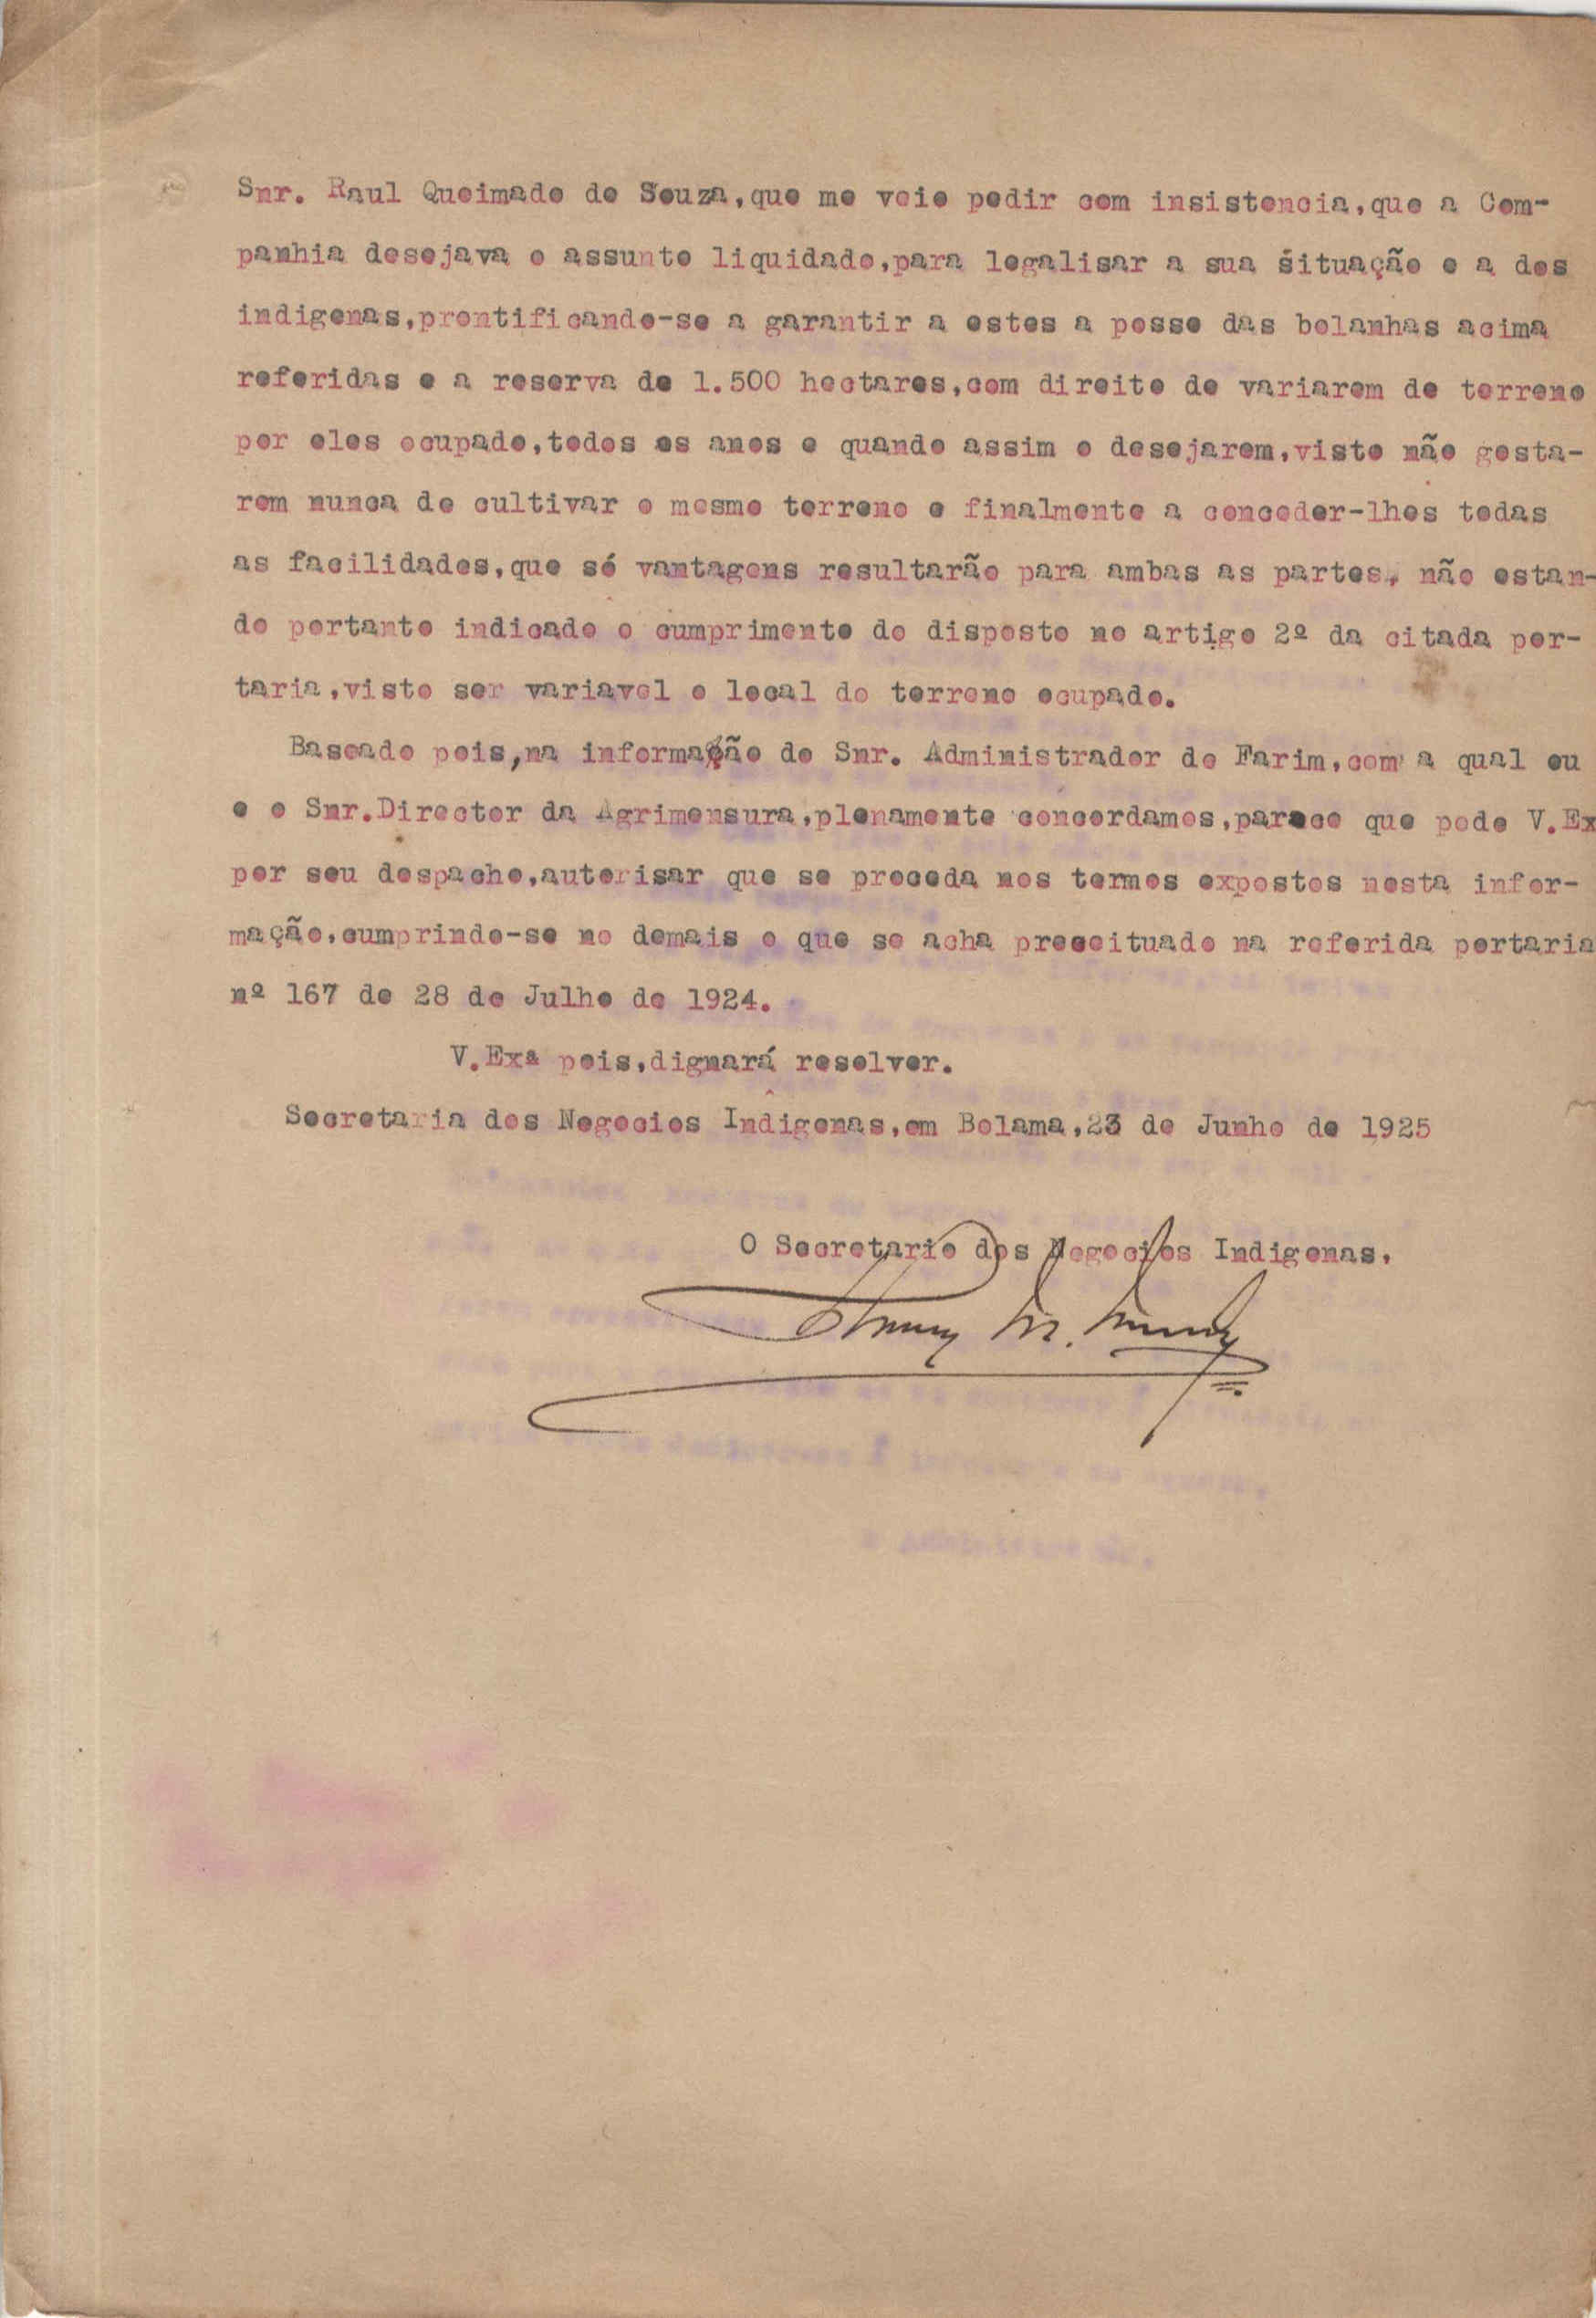 Snr. Raul Queimado de Souza,que me veio pedir com insistencia,que a Com-
panhia desejava o assunto liquidado,para legalisar a sua situação e a dos
indigenas,prontificando-se a garantir a estes a posse das bolanhas acima
referidas e a reserva de 1.500 hectares,com direito de variarem de terreno
por eles ocupado,todos os anos e quando assim o desejarem,visto não gosta-
rem nunca de cultivar o mesmo terreno e finalmente a conceder-lhes todas
as facilidades,que só vantagens resultarão para ambas as partes, não estan-
do portanto indicado o cumprimento do disposto no artigo 2º da citada por-
taria,visto ser variavel o local do terreno ocupado.
Baseado pois,na informação do Snr. Administrador de Farim,com a qual eu
e o Snr.Director da Agrimensura,plenamente concordamos,parece que pode V.Ex
por seu despacho,autorisar que se proceda nos termos expostos nesta infor-
mação,cumprindo-se no demais o que se acha preceituado na referida portaria
nº 167 de 28 de Julho de 1924.
V.Exª pois,dignará resolver.
Secretaria dos Negocios Indigenas,em Bolama,23 de Junho de 1925
O Secretario dos Negocios Indigenas,